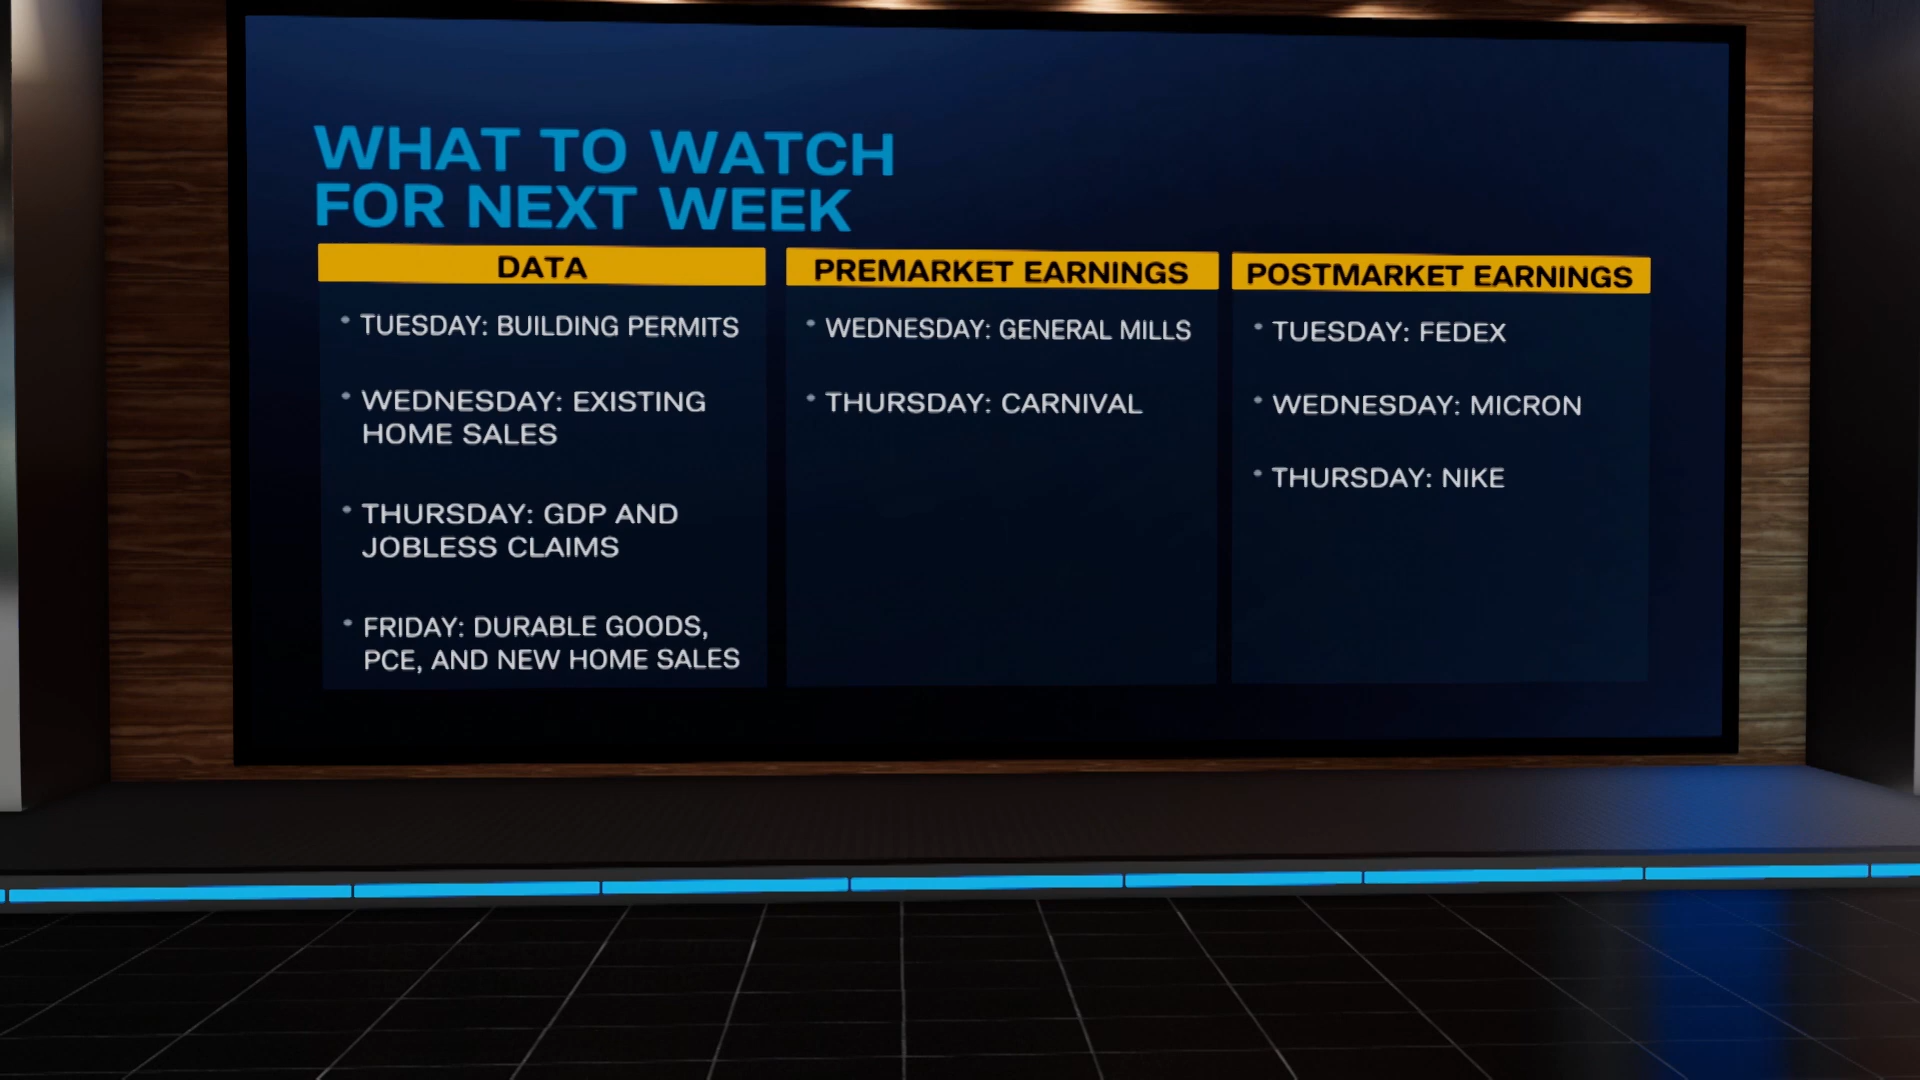 WHAT TO WATCH
FOR NEXT WEEK
DATA
• TUESDAY: BUILDING PERMITS
• WEDNESDAY: EXISTING
HOME SALES
• THURSDAY: GDP AND
JOBLESS CLAIMS
• FRIDAY: DURABLE GOODS,
PCE, AND NEW HOME SALES
PREMARKET EARNINGS
• WEDNESDAY: GENERAL MILLS
• THURSDAY: CARNIVAL
POSTMARKET EARNINGS
• TUESDAY: FEDEX
• WEDNESDAY: MICRON
• THURSDAY: NIKE